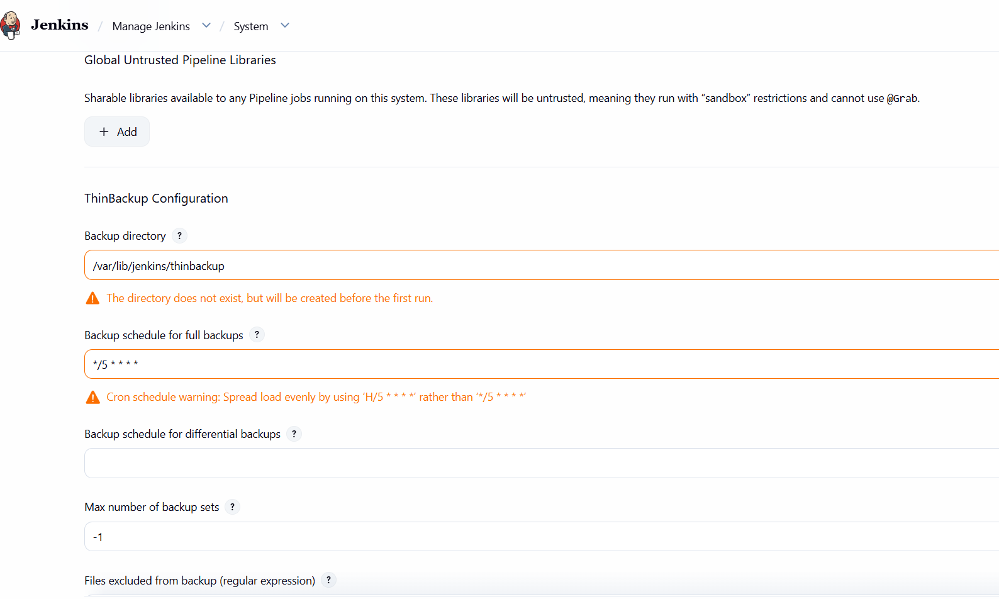 Jenkins / Manage Jenkins / System
Global Untrusted Pipeline Libraries
Sharable libraries available to any Pipeline jobs running on this system. These libraries will be untrusted, meaning they run with “sandbox” restrictions and cannot use @Grab.
+ Add
ThinBackup Configuration
Backup directory ?
/var/lib/jenkins/thinbackup
The directory does not exist, but will be created before the first run.
Backup schedule for full backups ?
*/5 * * * *
Cron schedule warning: Spread load evenly by using ‘H/5 * * * *’ rather than ‘*/5 * * * *’
Backup schedule for differential backups ?
Max number of backup sets ?
-1
Files excluded from backup (regular expression) ?